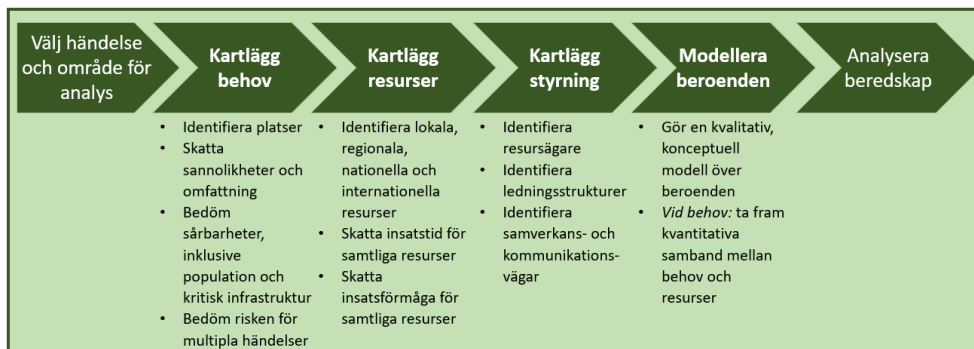 Välj händelse
och område för
analys
Kartlägg
behov
Kartlägg
resurser
Kartlägg
styrning
Modellera
beroenden
Analysera
beredskap
• Identifiera platser
• Skatta
sannolikheter och
omfattning
• Bedöm
sårbarheter,
inklusive
population och
kritisk infrastruktur
• Bedöm risken för
multipla händelser
• Identifiera lokala,
regionala,
nationella och
internationella
resurser
• Skatta insatstid för
samtliga resurser
• Skatta
insatsförmåga för
samtliga resurser
• Identifiera
resursägare
• Identifiera
ledningsstrukturer
• Identifiera
samverkans- och
kommunikations-
vägar
• Gör en kvalitativ,
konceptuell
modell över
beroenden
• Vid behov: ta fram
kvantitativa
samband mellan
behov och
resurser